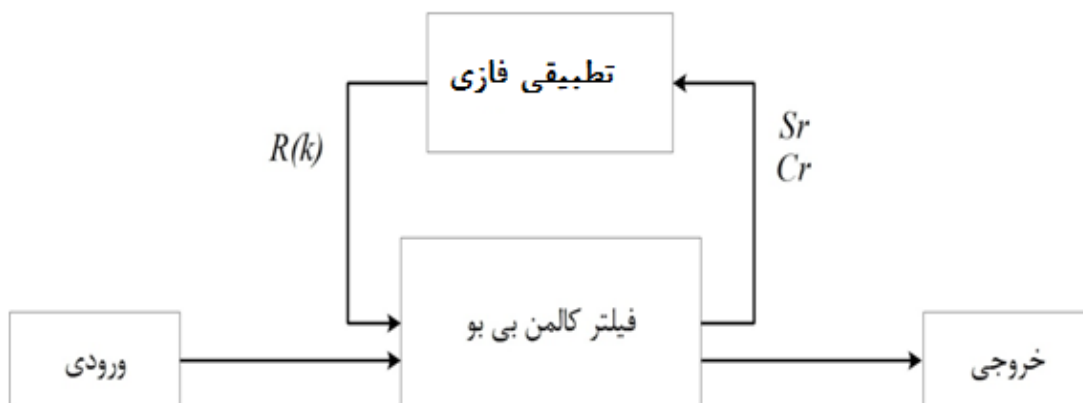 تطبیقی فازی
R(k)
Sr
Cr
فیلتر کالمن بی بو
ورودی
خروجی